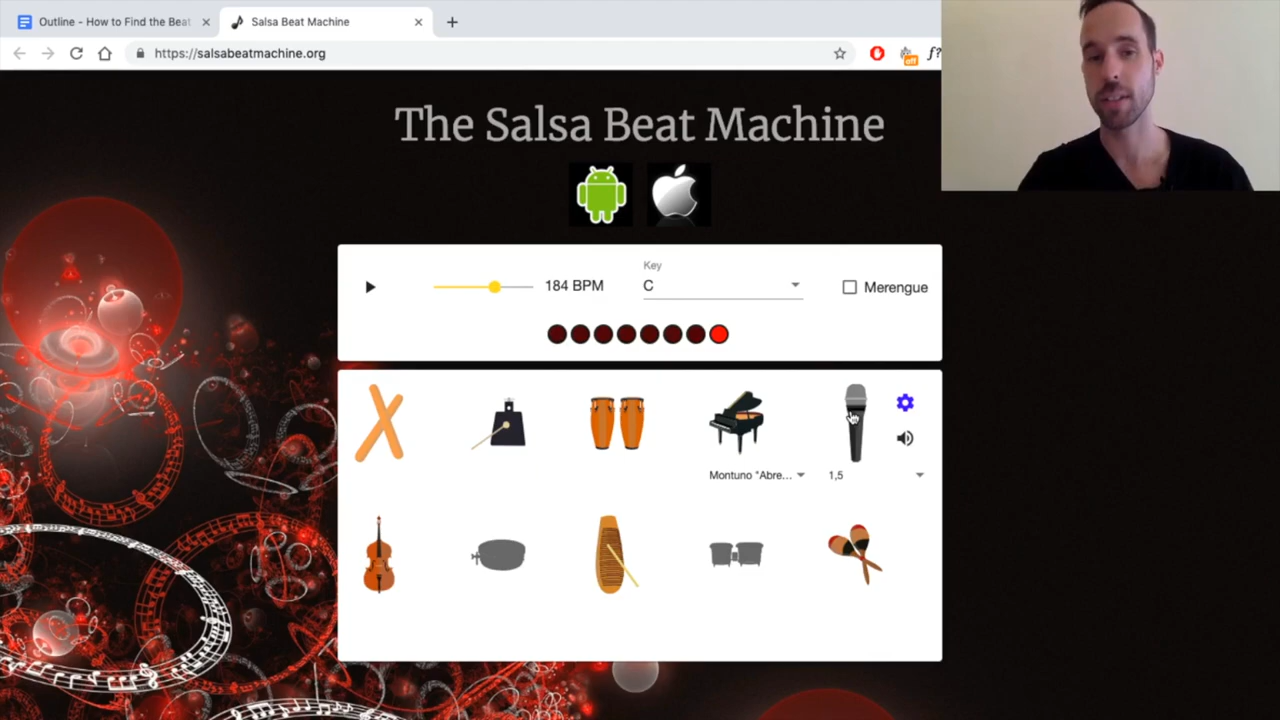 Outline - How to Find the Beat
Salsa Beat Machine
https://salsabeatmachine.org
off
f?
The Salsa Beat Machine
184 BPM
Key
C
Merengue
Montuno "Abre...
1,5